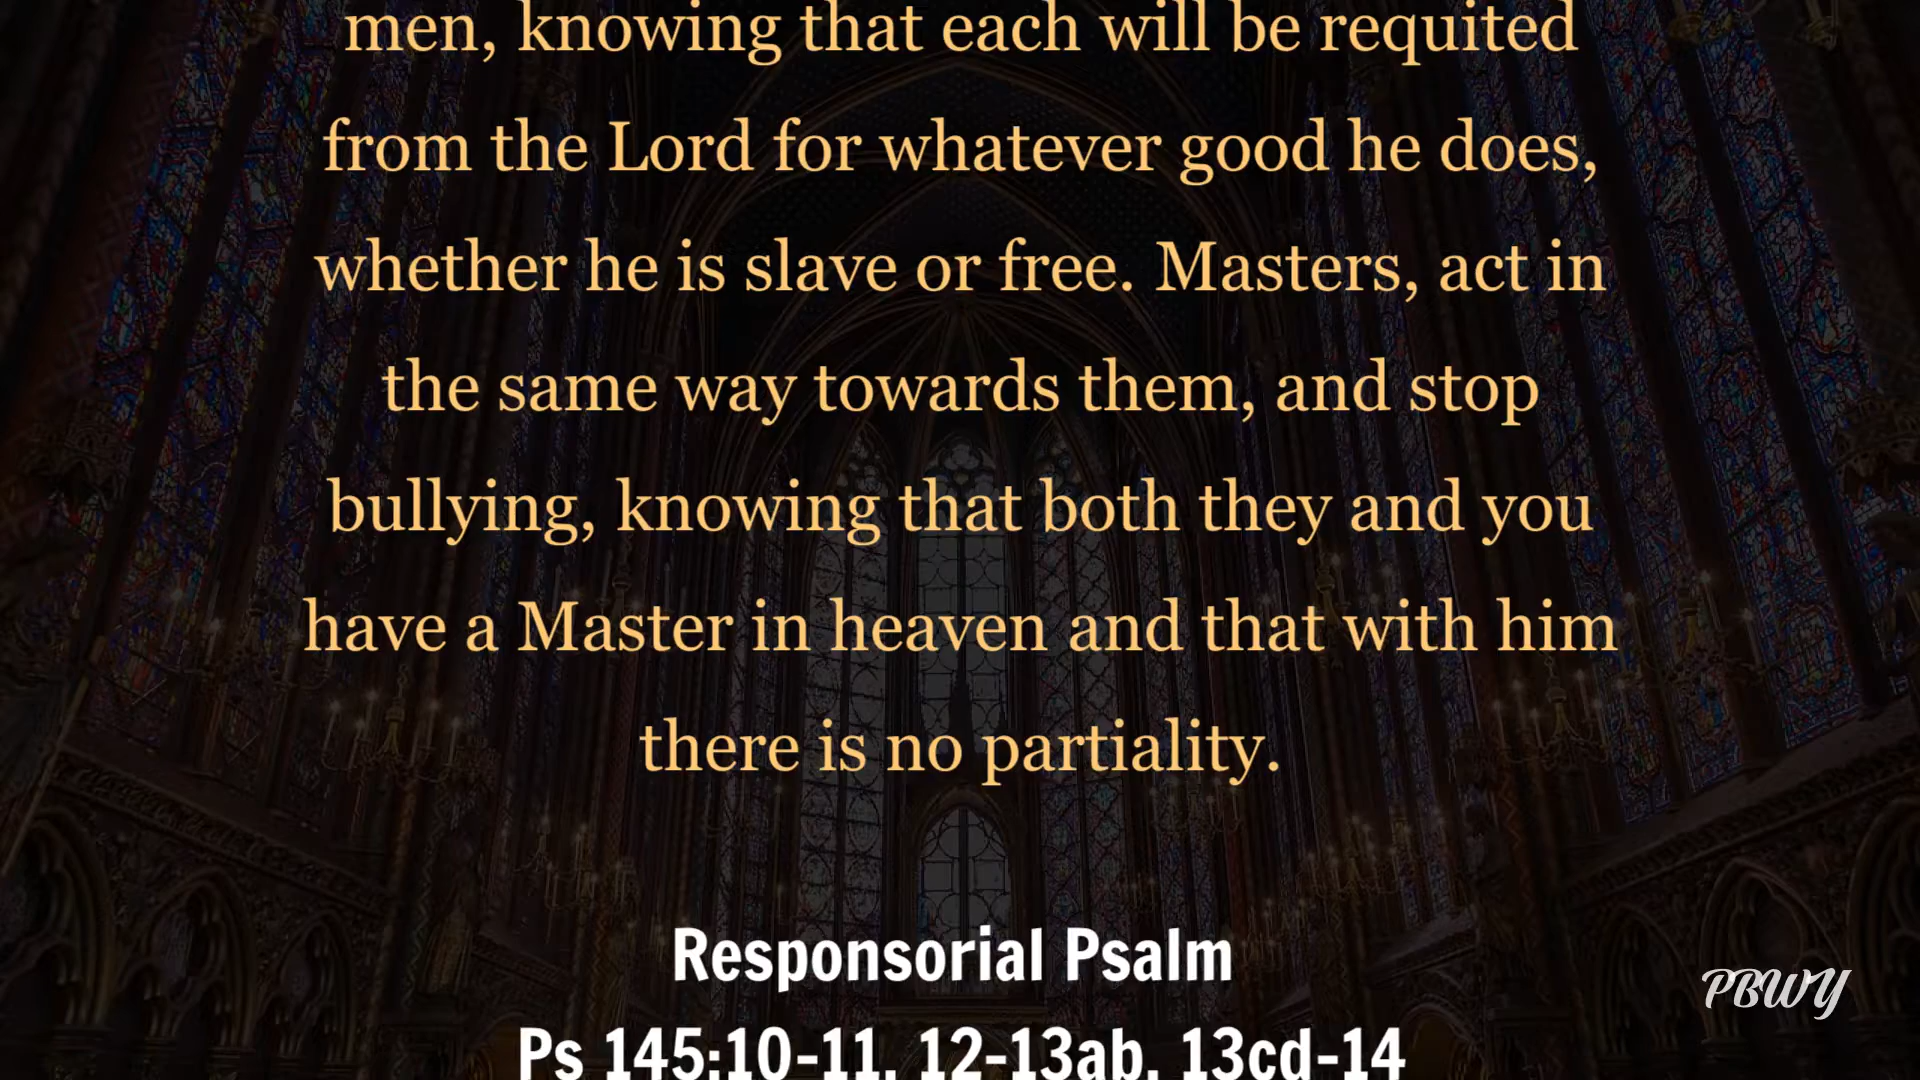 men, knowing that each will be requited
from the Lord for whatever good he does,
whether he is slave or free. Masters, act in
the same way towards them, and stop
bullying, knowing that both they and you
have a Master in heaven and that with him
there is no partiality.
Responsorial Psalm
PBWY
Ps 145:10-11, 12-13ab, 13cd-14